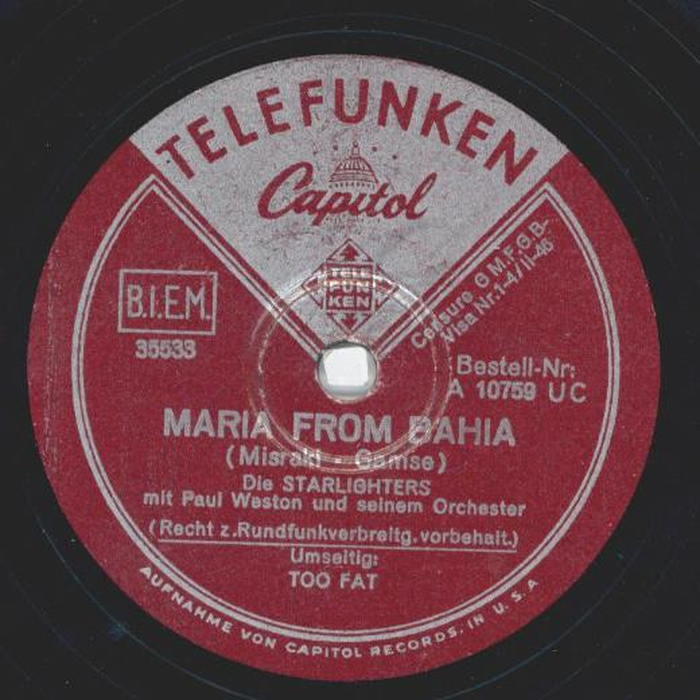 TELEFUNKEN
Capitol
TELE
FUN
KEN
Censure G.M.F.G.B-
Visa Nr.1-4/II-46
B.I.E.M.
35533
Bestell-Nr:
A 10759 UC
MARIA FROM BAHIA
(Misraki - Gamse)
Die STARLIGHTERS
mit Paul Weston und seinem Orchester
(Recht z.Rundfunkverbreitg.vorbehalt.)
Umseitig:
TOO FAT
AUFNAHME VON CAPITOL RECORDS. IN U.S.A